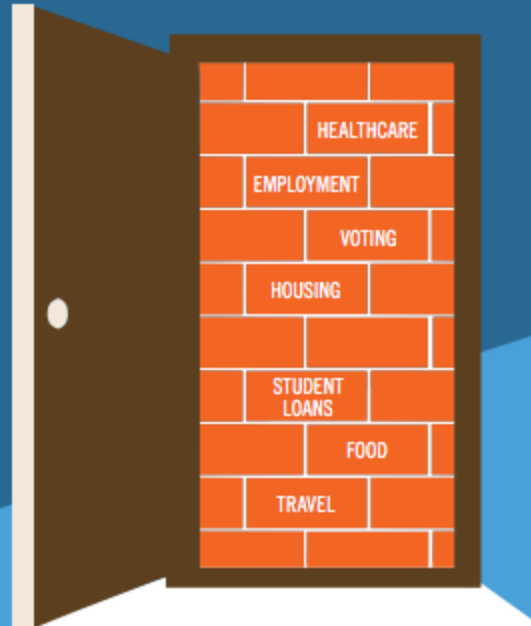 HEALTHCARE
EMPLOYMENT
VOTING
HOUSING
STUDENT
LOANS
FOOD
TRAVEL